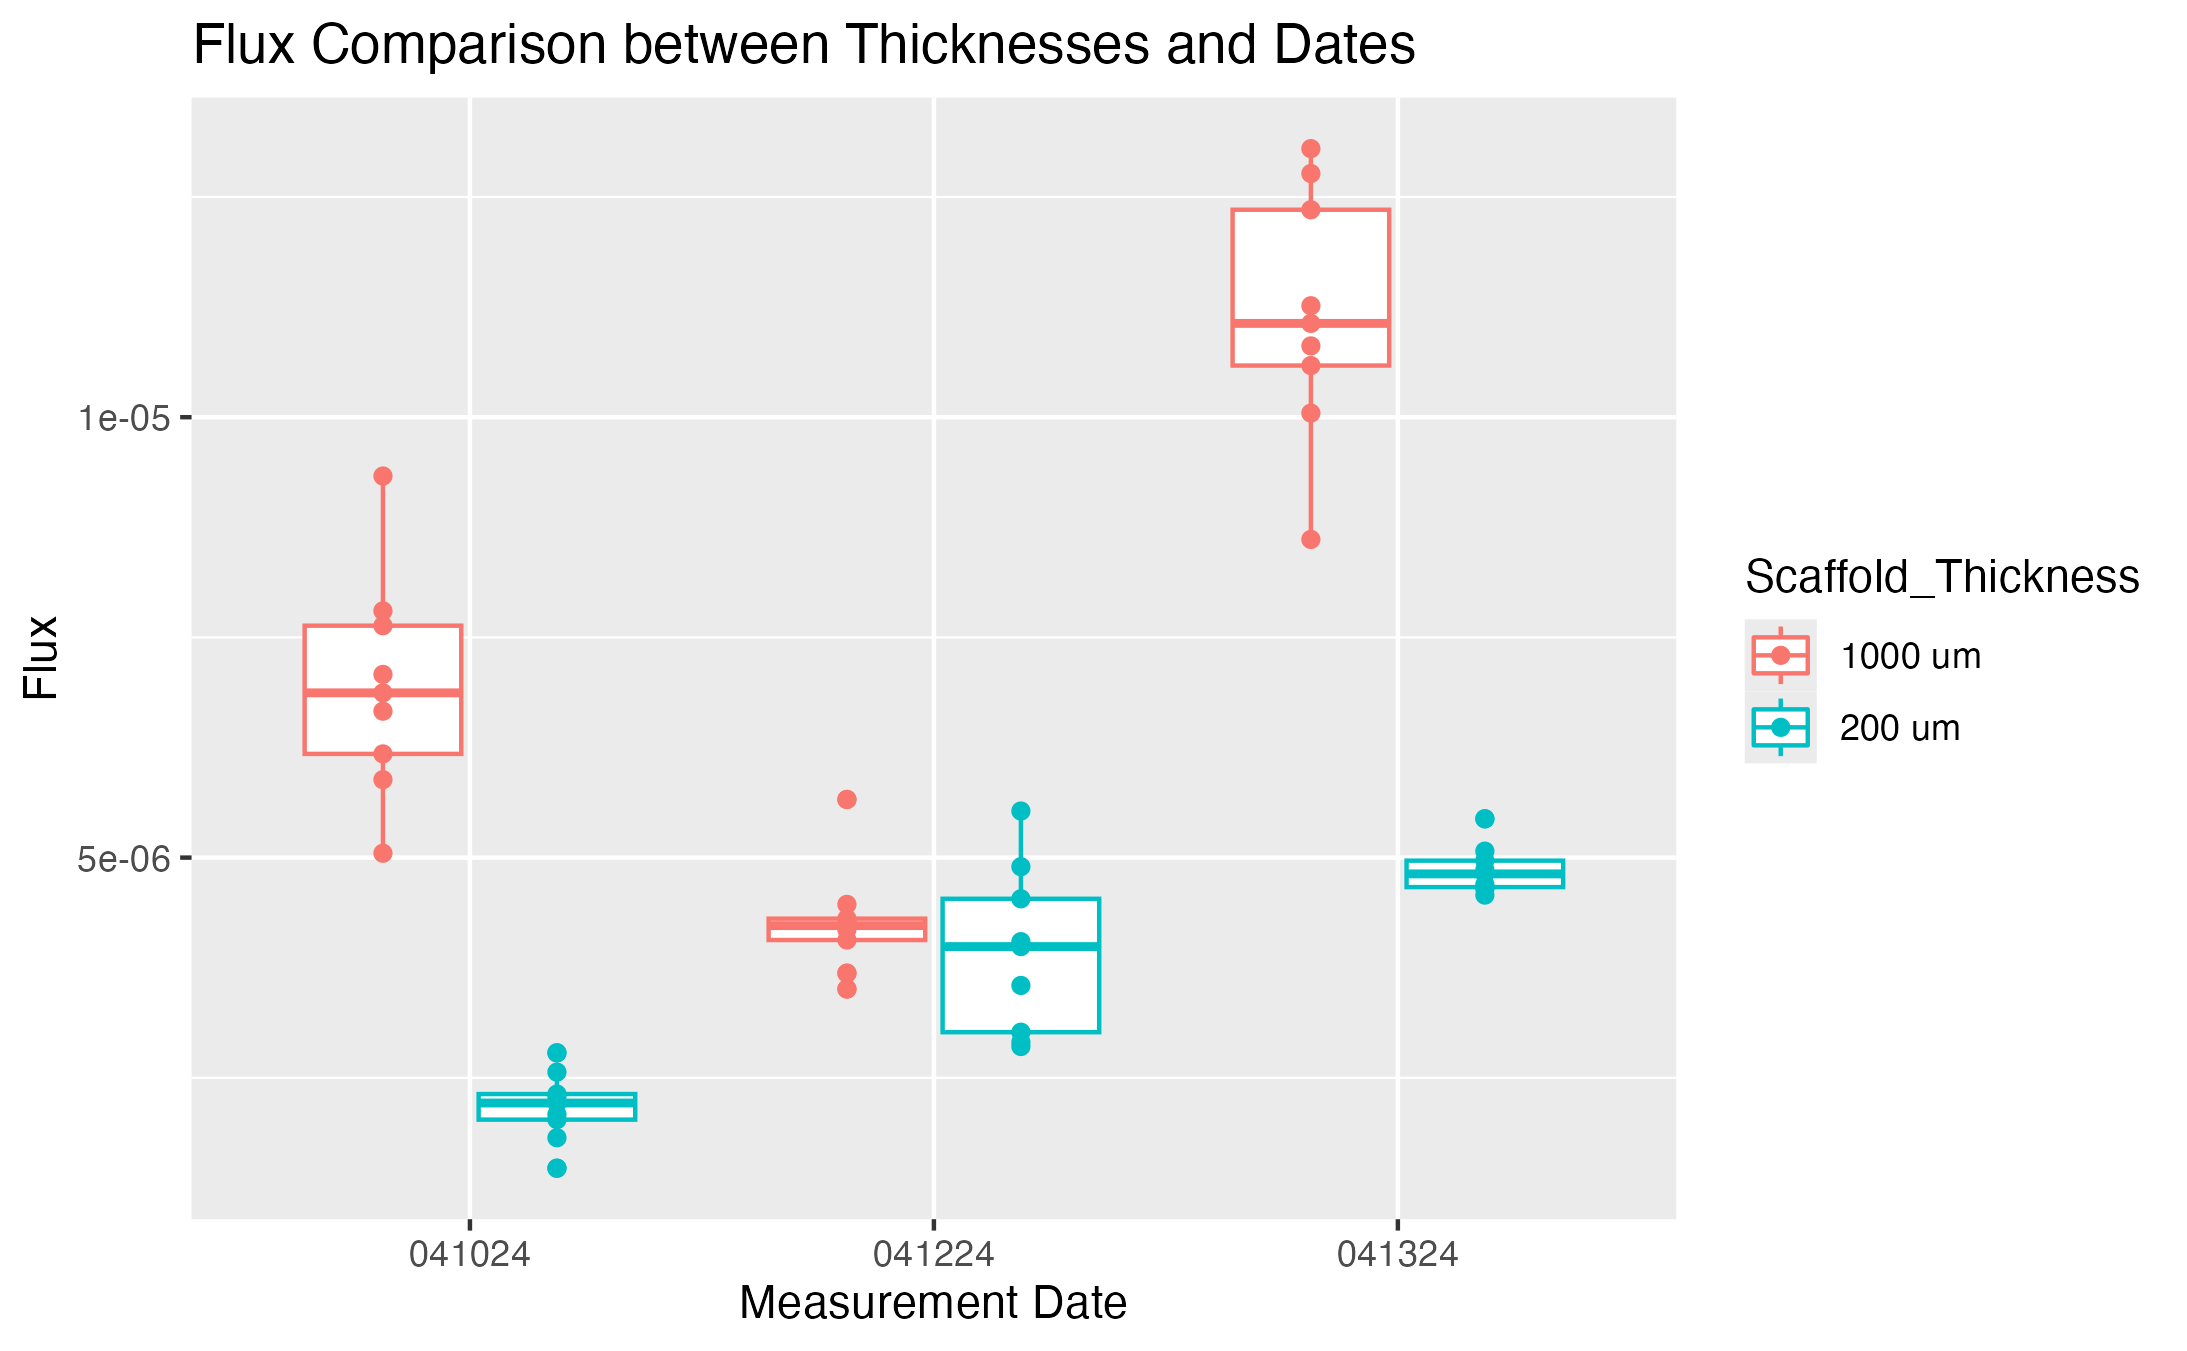 Flux Comparison between Thicknesses and Dates
Flux
1e-05
5e-06
041024
041224
041324
Measurement Date
Scaffold_Thickness
1000 um
200 um